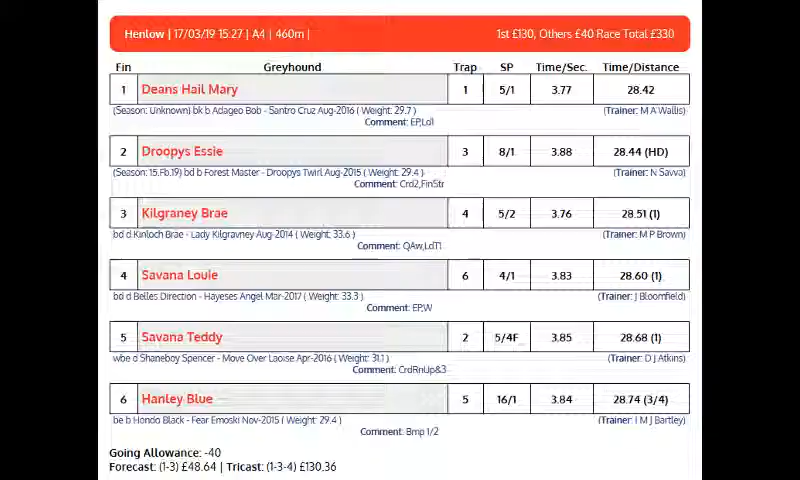 Henlow | 17/03/19 15:27 | A4 | 460m | 1st £130, Others £40 Race Total £330
Fin Greyhound Trap SP Time/Sec. Time/Distance
1 Deans Hail Mary 1 5/1 3.77 28.42
(Season: Unknown) bk b Adageo Bob - Santro Cruz Aug-2016 ( Weight: 29.7 ) (Trainer: M A Wallis)
Comment: EP,Ld1
2 Droopys Essie 3 8/1 3.88 28.44 (HD)
(Season: 15.Fb.19) bd b Forest Master - Droopys Twirl Aug-2015 ( Weight: 29.4 ) (Trainer: N Savva)
Comment: Crd2,FinStr
3 Kilgraney Brae 4 5/2 3.76 28.51 (1)
bd d Kinloch Brae - Lady Kilgravney Aug-2014 ( Weight: 33.6 ) (Trainer: M P Brown)
Comment: QAw,LdT1
4 Savana Louie 6 4/1 3.83 28.60 (1)
bd d Belles Direction - Hayeses Angel Mar-2017 ( Weight: 33.3 ) (Trainer: J Bloomfield)
Comment: EP,W
5 Savana Teddy 2 5/4F 3.85 28.68 (1)
wbe d Shaneboy Spencer - Move Over Laoise Apr-2016 ( Weight: 31.1 ) (Trainer: D J Atkins)
Comment: CrdRnUp&3
6 Hanley Blue 5 16/1 3.84 28.74 (3/4)
be b Hondo Black - Fear Emoski Nov-2015 ( Weight: 29.4 ) (Trainer: I M J Bartley)
Comment: Bmp 1/2
Going Allowance: -40
Forecast: (1-3) £48.64 | Tricast: (1-3-4) £130.36